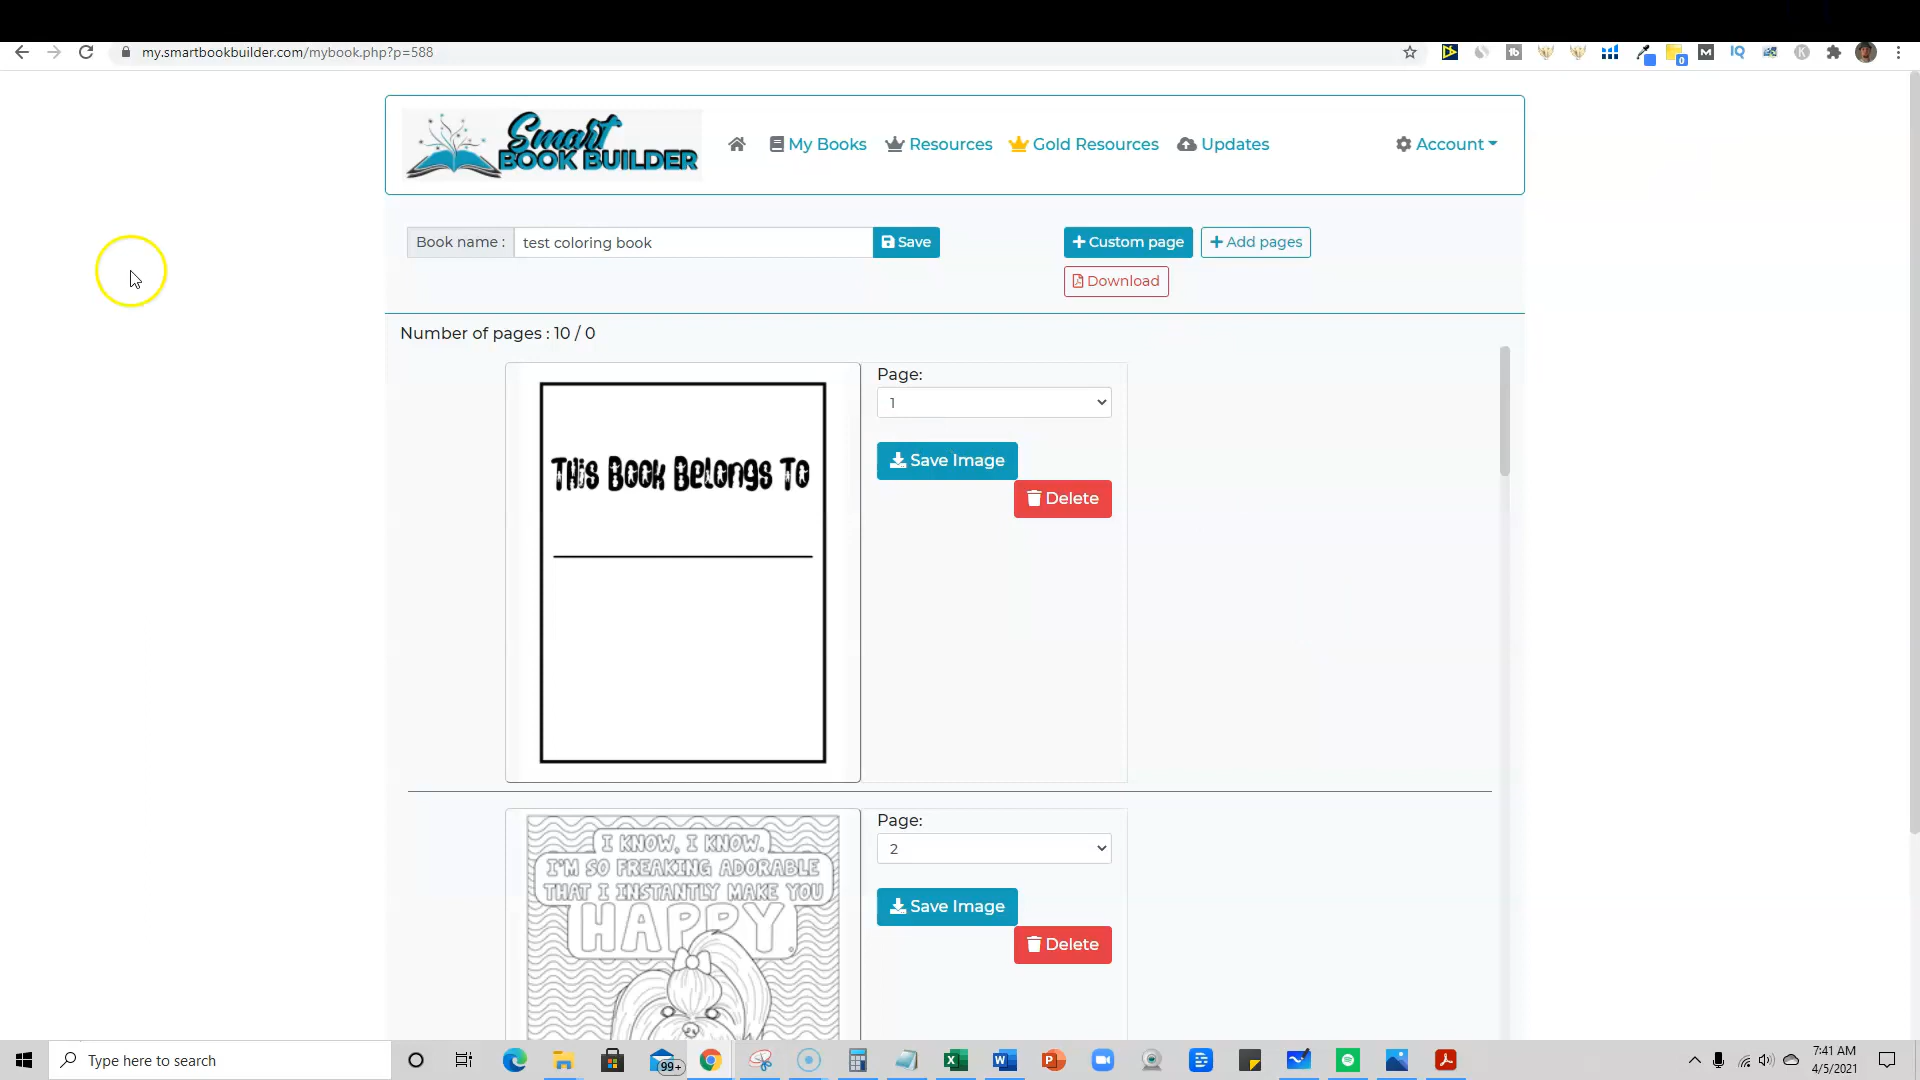 my.smartbookbuilder.com/mybook.php?p=588
Smart
BOOK BUILDER
My Books
Resources
Gold Resources
Updates
Account
Book name :
test coloring book
Save
Custom page
Add pages
Download
Number of pages : 10 / 0
This Book Belongs To
Page:
1
Save Image
Delete
I KNOW, I KNOW.
I'M SO FREAKING ADORABLE
THAT I INSTANTLY MAKE YOU
HAPPY.
Page:
2
Save Image
Delete
Type here to search
99+
7:41 AM
4/5/2021